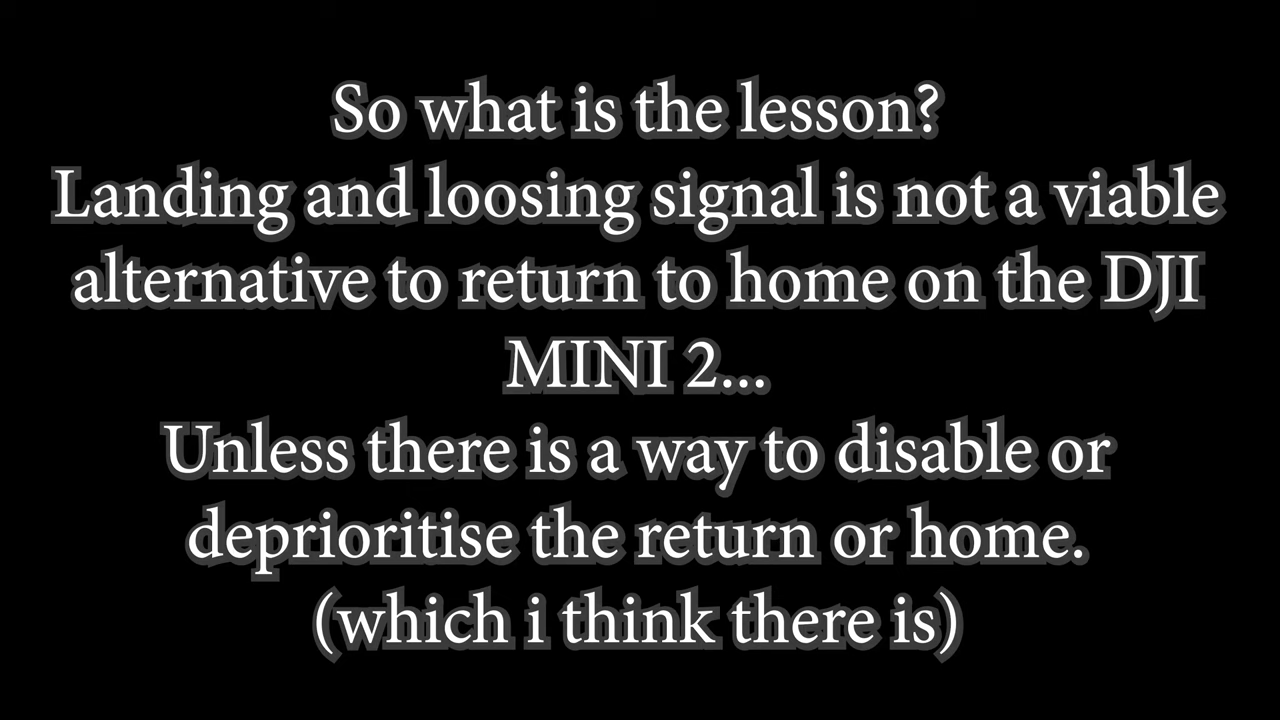 So what is the lesson?
Landing and loosing signal is not a viable
alternative to return to home on the DJI
MINI 2...
Unless there is a way to disable or
deprioritise the return or home.
(which i think there is)